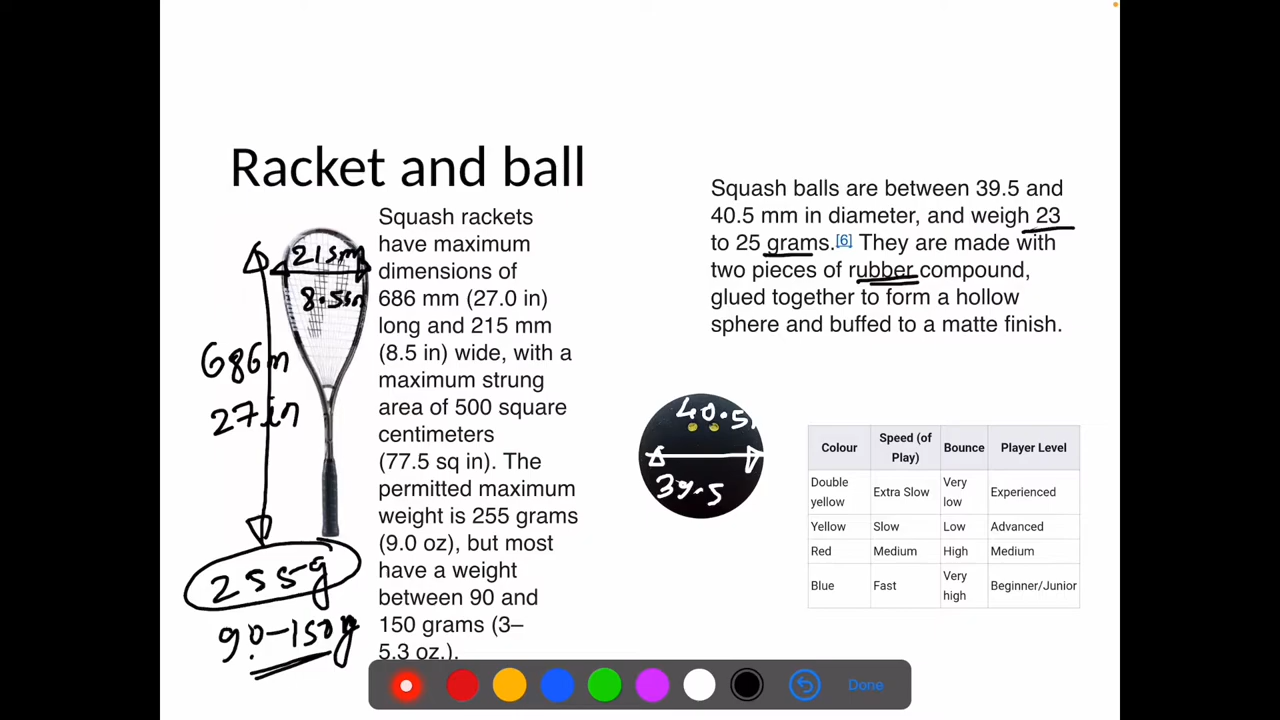 Racket and ball
Squash rackets
have maximum
dimensions of
686 mm (27.0 in)
long and 215 mm
(8.5 in) wide, with a
maximum strung
area of 500 square
centimeters
(77.5 sq in). The
permitted maximum
weight is 255 grams
(9.0 oz), but most
have a weight
between 90 and
150 grams (3–
5.3 oz.).
215m
8.5in
686m
27in
255g
90-150g
Squash balls are between 39.5 and
40.5 mm in diameter, and weigh 23
to 25 grams.[6] They are made with
two pieces of rubber compound,
glued together to form a hollow
sphere and buffed to a matte finish.
40.5
39.5
Colour Speed (of Play) Bounce Player Level
Double yellow Extra Slow Very low Experienced
Yellow Slow Low Advanced
Red Medium High Medium
Blue Fast Very high Beginner/Junior
Done